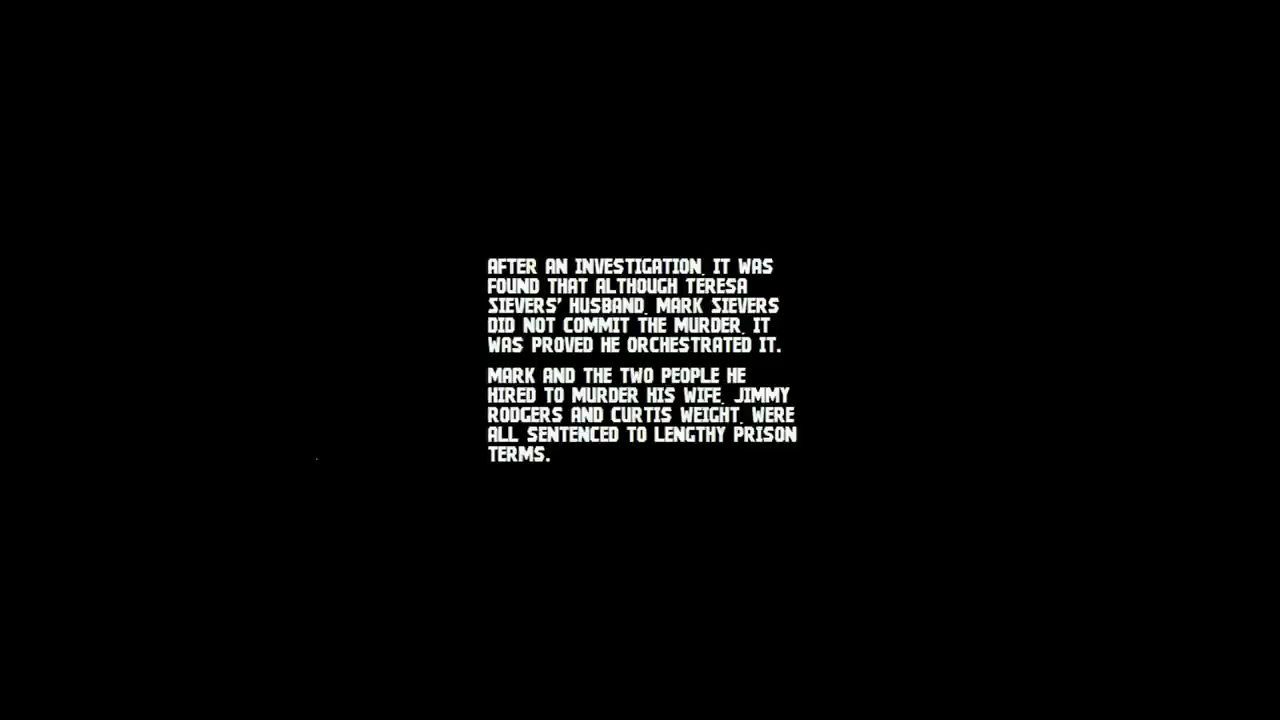 AFTER AN INVESTIGATION, IT WAS
FOUND THAT ALTHOUGH TERESA
SIEVERS' HUSBAND, MARK SIEVERS
DID NOT COMMIT THE MURDER, IT
WAS PROVED HE ORCHESTRATED IT.
MARK AND THE TWO PEOPLE HE
HIRED TO MURDER HIS WIFE, JIMMY
RODGERS AND CURTIS WEIGHT, WERE
ALL SENTENCED TO LENGTHY PRISON
TERMS.